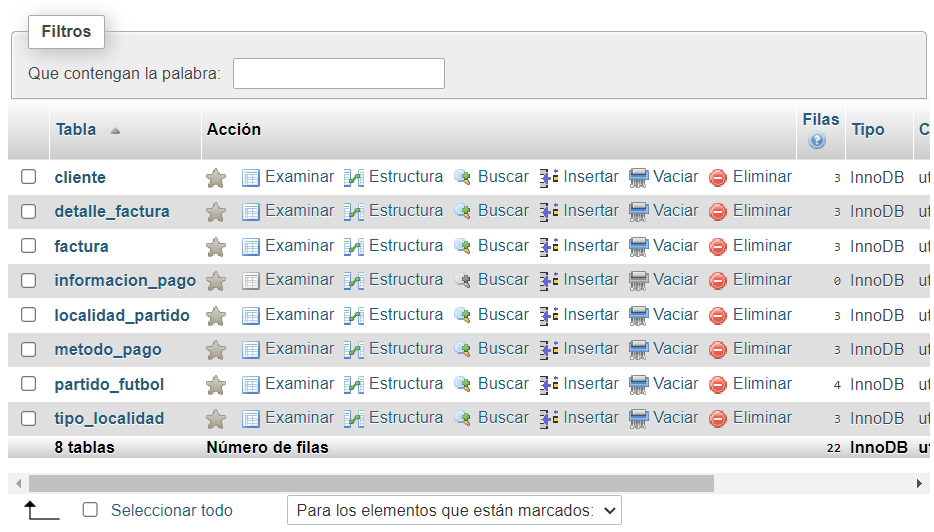 Filtros
Que contengan la palabra:
Tabla Acción Filas Tipo C
cliente Examinar Estructura Buscar Insertar Vaciar Eliminar 3 InnoDB ut
detalle_factura Examinar Estructura Buscar Insertar Vaciar Eliminar 3 InnoDB ut
factura Examinar Estructura Buscar Insertar Vaciar Eliminar 3 InnoDB ut
informacion_pago Examinar Estructura Buscar Insertar Vaciar Eliminar 0 InnoDB ut
localidad_partido Examinar Estructura Buscar Insertar Vaciar Eliminar 3 InnoDB ut
metodo_pago Examinar Estructura Buscar Insertar Vaciar Eliminar 3 InnoDB ut
partido_futbol Examinar Estructura Buscar Insertar Vaciar Eliminar 4 InnoDB ut
tipo_localidad Examinar Estructura Buscar Insertar Vaciar Eliminar 3 InnoDB ut
8 tablas Número de filas 22 InnoDB ut
Seleccionar todo Para los elementos que están marcados: